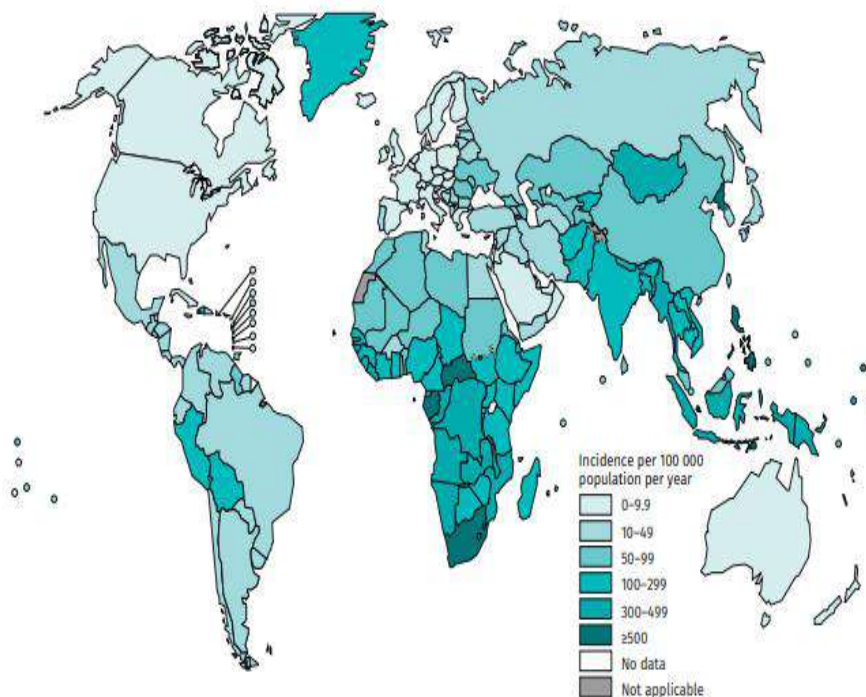 Incidence per 100 000
population per year
0–9.9
10–49
50–99
100–299
300–499
≥500
No data
Not applicable